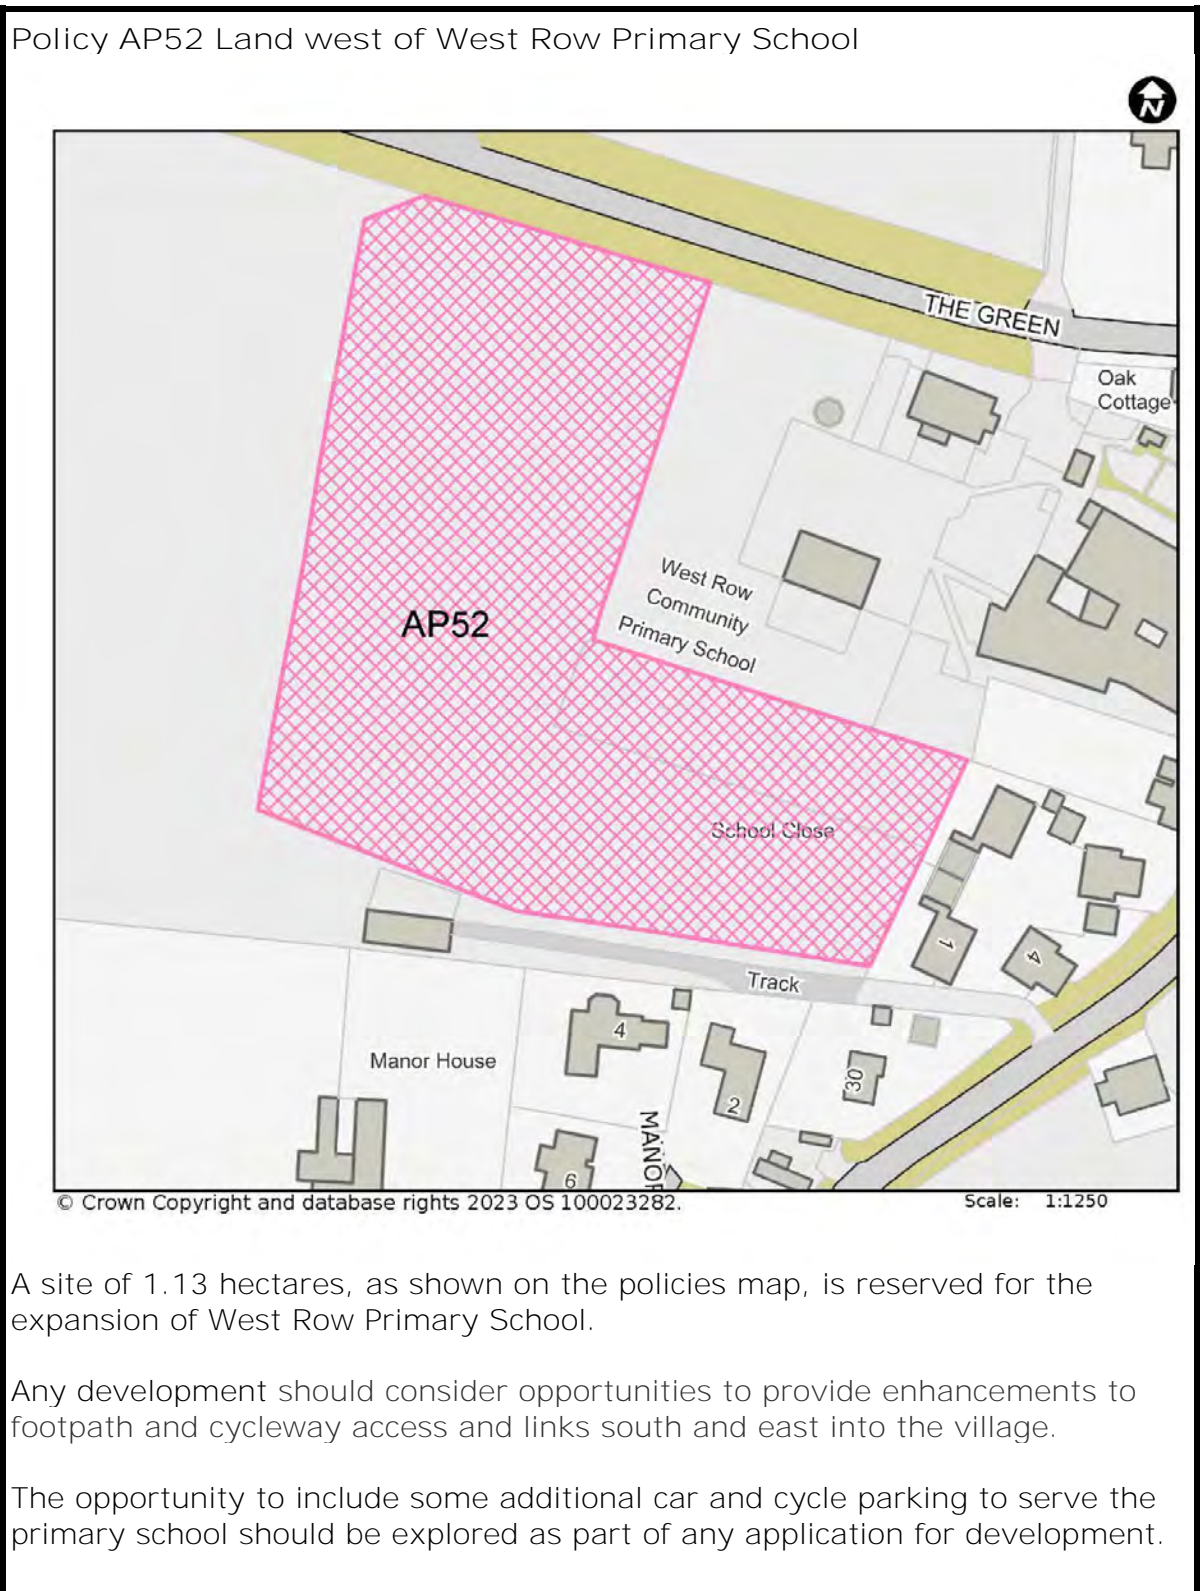 Policy AP52 Land west of West Row Primary School
N
THE GREEN
Oak
Cottage
West Row
Community
Primary School
AP52
School Close
1
4
Track
4
Manor House
30
2
MANOR
6
© Crown Copyright and database rights 2023 OS 100023282.
Scale: 1:1250
A site of 1.13 hectares, as shown on the policies map, is reserved for the
expansion of West Row Primary School.
Any development should consider opportunities to provide enhancements to
footpath and cycleway access and links south and east into the village.
The opportunity to include some additional car and cycle parking to serve the
primary school should be explored as part of any application for development.